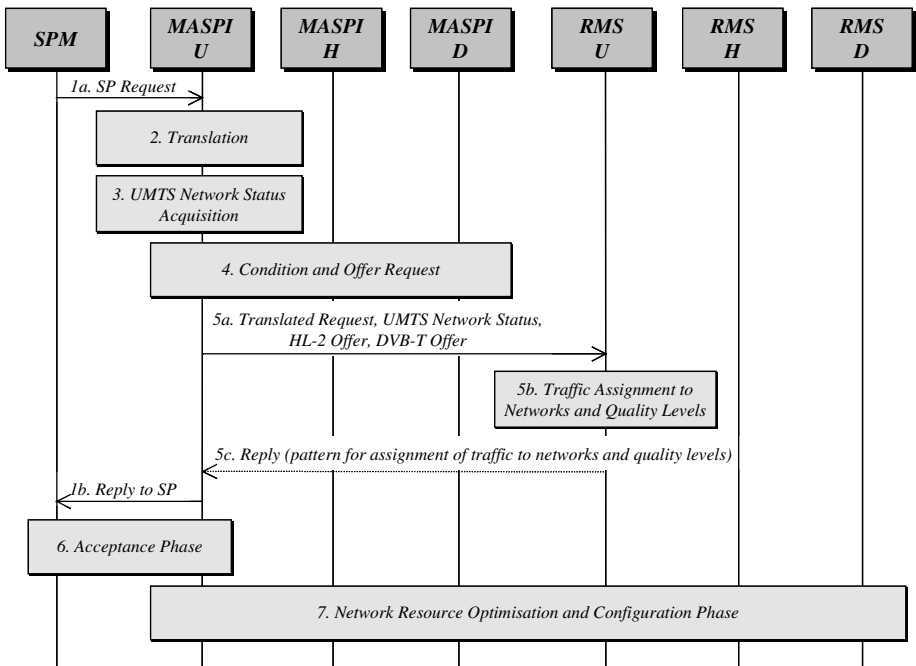 SPM
MASPI
U
MASPI
H
MASPI
D
RMS
U
RMS
H
RMS
D
1a. SP Request
2. Translation
3. UMTS Network Status
Acquisition
4. Condition and Offer Request
5a. Translated Request, UMTS Network Status,
HL-2 Offer, DVB-T Offer
5b. Traffic Assignment to
Networks and Quality Levels
5c. Reply (pattern for assignment of traffic to networks and quality levels)
1b. Reply to SP
6. Acceptance Phase
7. Network Resource Optimisation and Configuration Phase